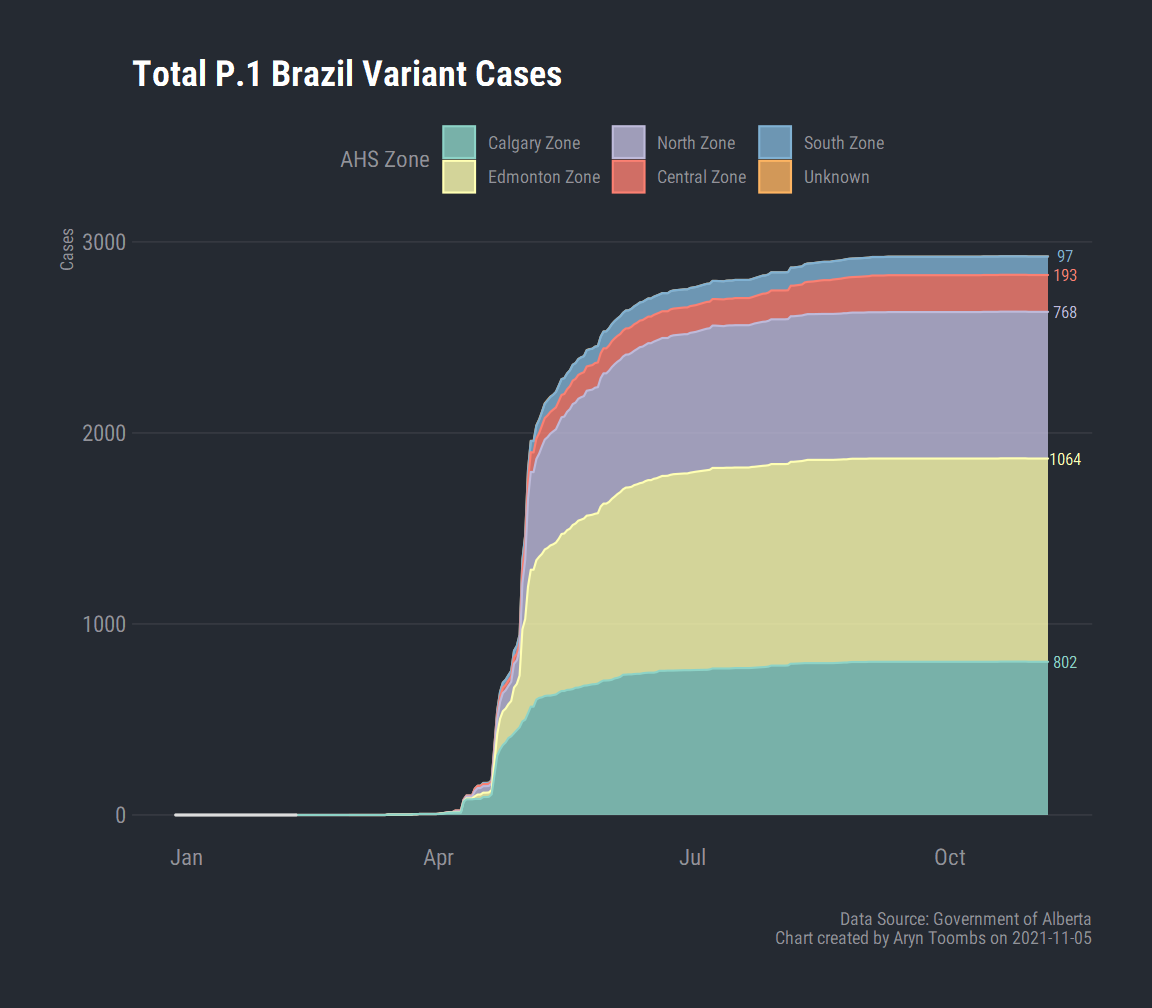 Total P.1 Brazil Variant Cases
AHS Zone
Calgary Zone
North Zone
South Zone
Edmonton Zone
Central Zone
Unknown
Cases
3000
2000
1000
0
97
193
768
1064
802
Jan
Apr
Jul
Oct
Data Source: Government of Alberta
Chart created by Aryn Toombs on 2021-11-05